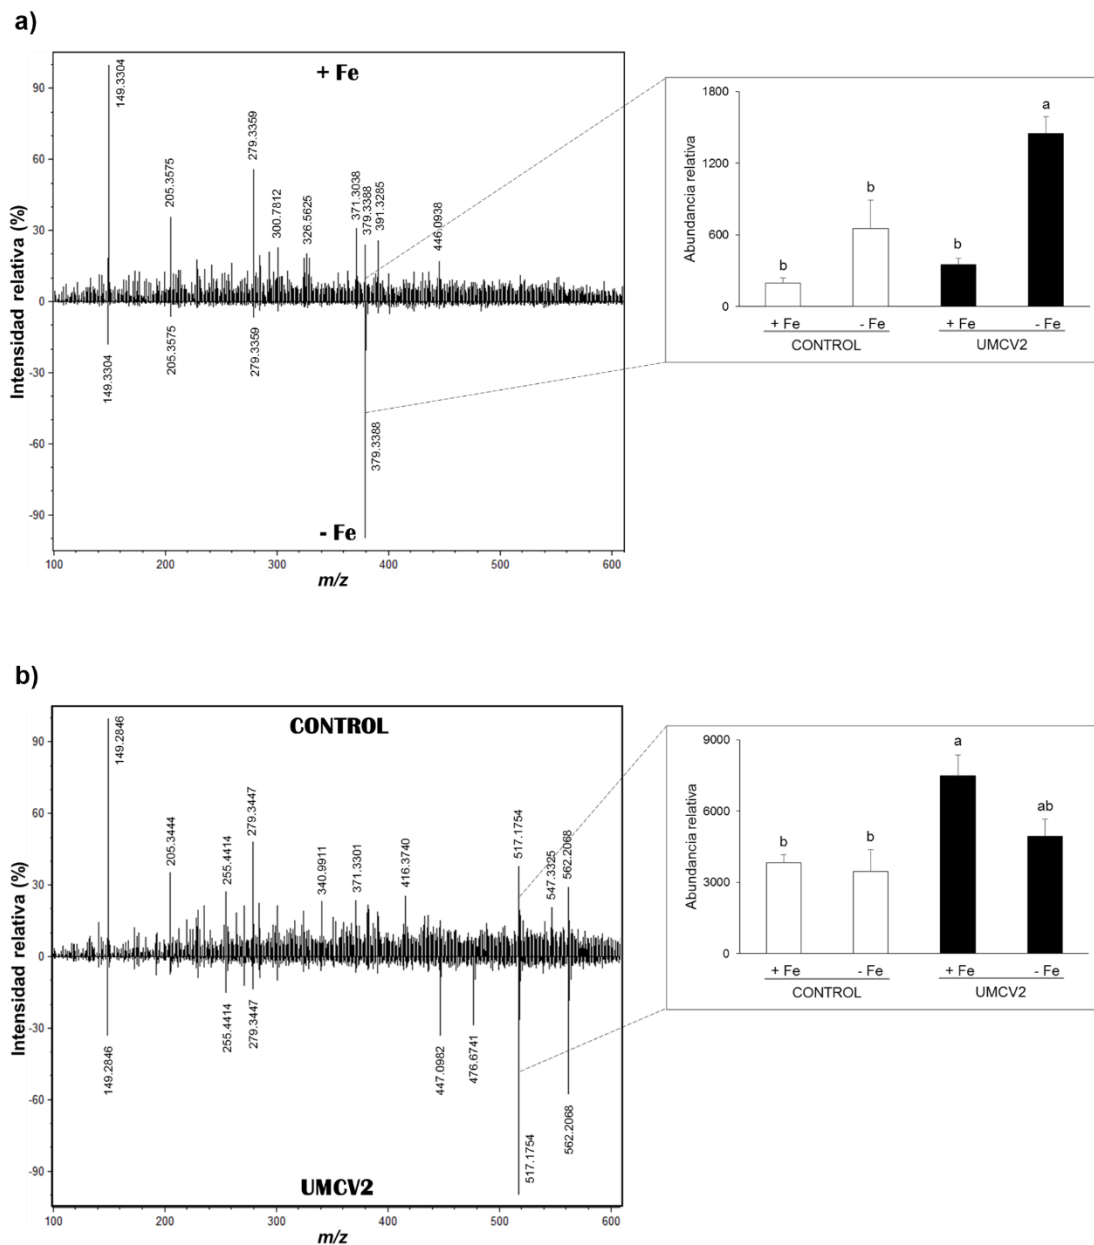 a)
+ Fe
149.3304
205.3575
279.3359
300.7812
326.5625
371.3038
379.3388
391.3285
446.0938
149.3304
205.3575
279.3359
379.3388
- Fe
Intensidad relativa (%)
90
60
30
0
-30
-60
-90
100 200 300 400 500 600
m/z
Abundancia relativa
1800
1200
600
0
b b b a
+ Fe - Fe + Fe - Fe
CONTROL UMCV2
b)
CONTROL
149.2846
205.3444
255.4414
279.3447
340.9911
371.3301
416.3740
517.1754
547.3325
562.2068
149.2846
255.4414
279.3447
447.0982
476.6741
517.1754
562.2068
UMCV2
Intensidad relativa (%)
90
60
30
0
-30
-60
-90
100 200 300 400 500 600
m/z
Abundancia relativa
9000
6000
3000
0
b b a ab
+ Fe - Fe + Fe - Fe
CONTROL UMCV2